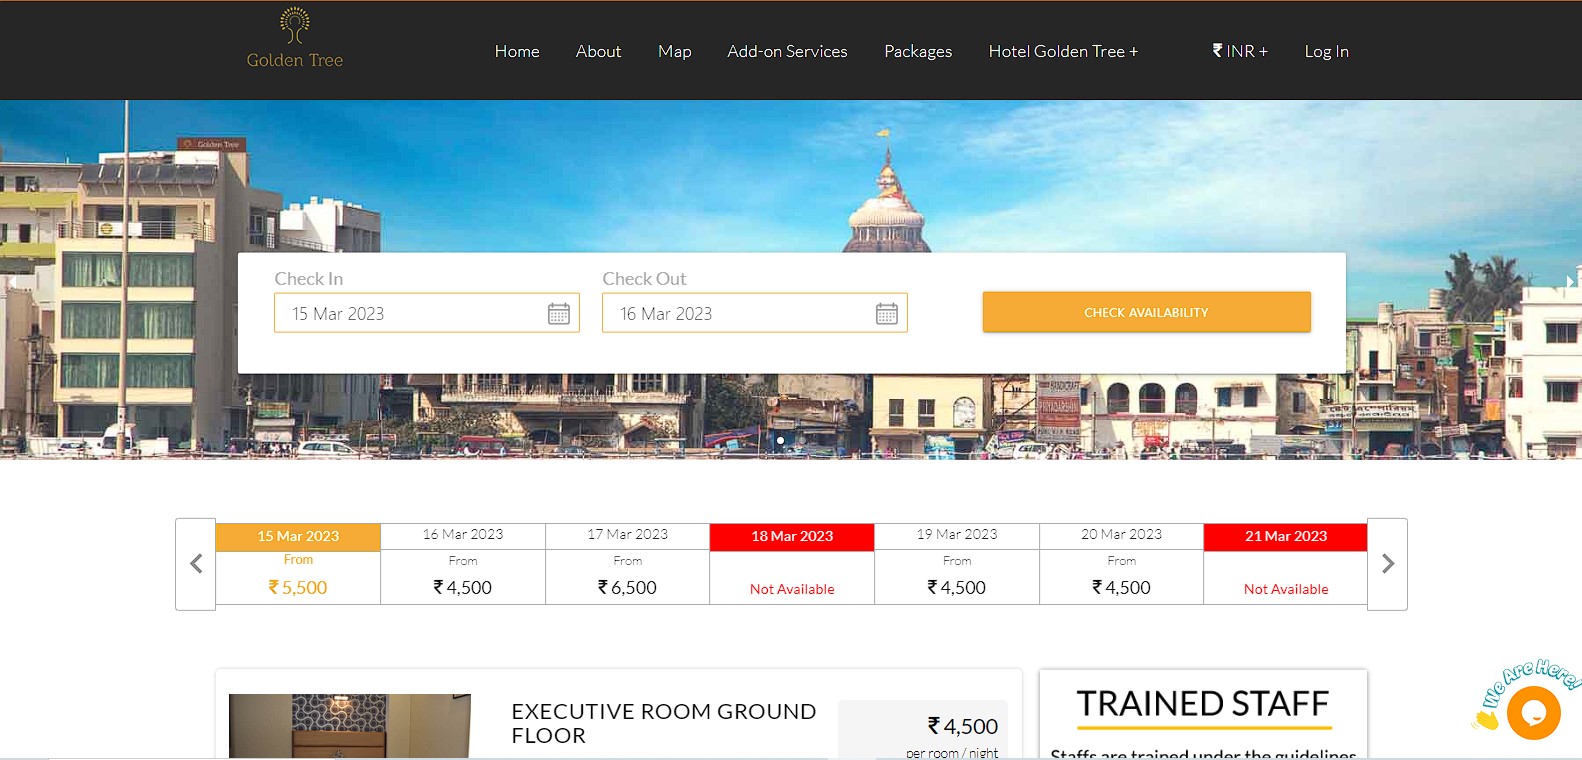 Golden Tree
Home
About
Map
Add-on Services
Packages
Hotel Golden Tree +
₹ INR +
Log In
Golden Tree
Check In
15 Mar 2023
Check Out
16 Mar 2023
CHECK AVAILABILITY
HANDICRAFT
15 Mar 2023
From
₹ 5,500
16 Mar 2023
From
₹ 4,500
17 Mar 2023
From
₹ 6,500
18 Mar 2023
Not Available
19 Mar 2023
From
₹ 4,500
20 Mar 2023
From
₹ 4,500
21 Mar 2023
Not Available
EXECUTIVE ROOM GROUND
FLOOR
₹ 4,500
per room / night
TRAINED STAFF
Staffs are trained under the guidelines
We Are Here!